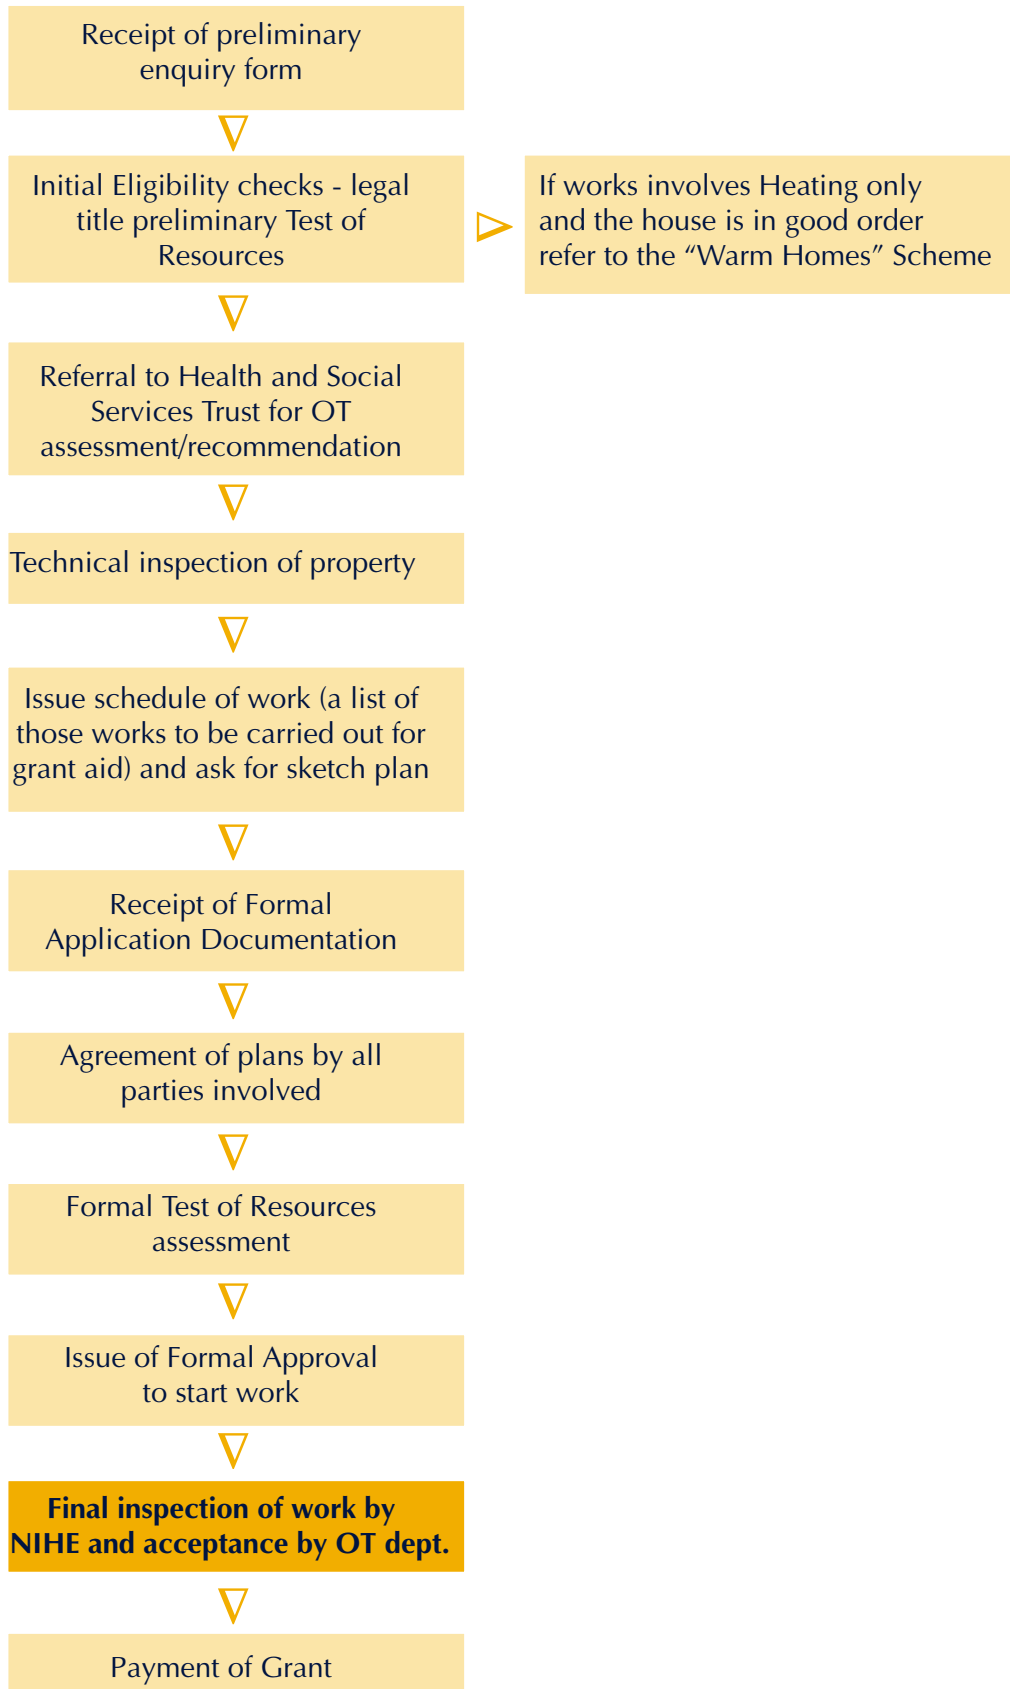 Receipt of preliminary
enquiry form
Initial Eligibility checks - legal
title preliminary Test of
Resources
If works involves Heating only
and the house is in good order
refer to the “Warm Homes” Scheme
Referral to Health and Social
Services Trust for OT
assessment/recommendation
Technical inspection of property
Issue schedule of work (a list of
those works to be carried out for
grant aid) and ask for sketch plan
Receipt of Formal
Application Documentation
Agreement of plans by all
parties involved
Formal Test of Resources
assessment
Issue of Formal Approval
to start work
Final inspection of work by
NIHE and acceptance by OT dept.
Payment of Grant